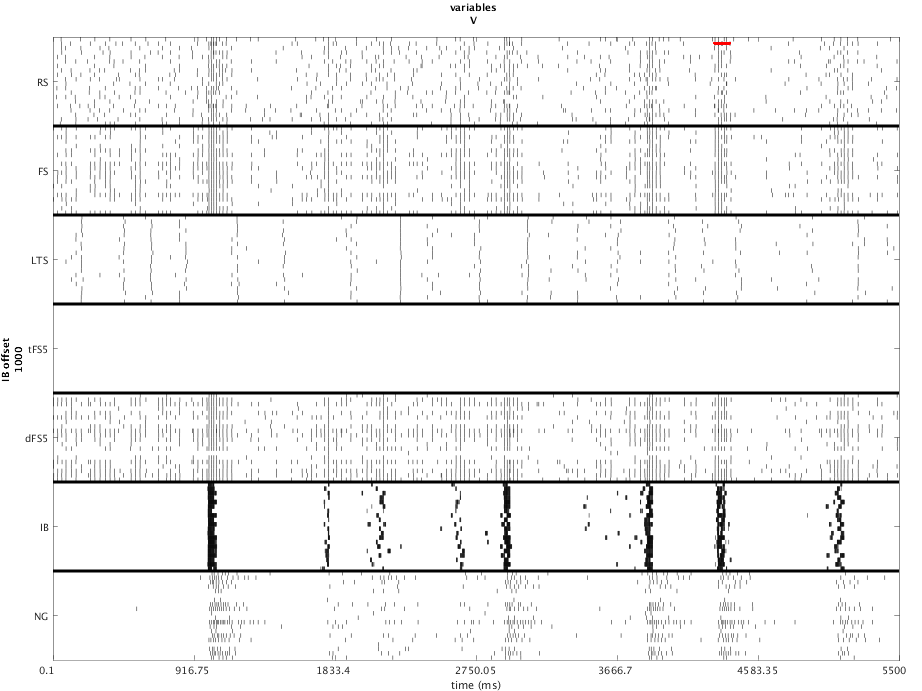 variables
V
RS
FS
LTS
IB offset
1000
tFS5
dFS5
IB
NG
0.1
916.75
1833.4
2750.05
3666.7
4583.35
5500
time (ms)